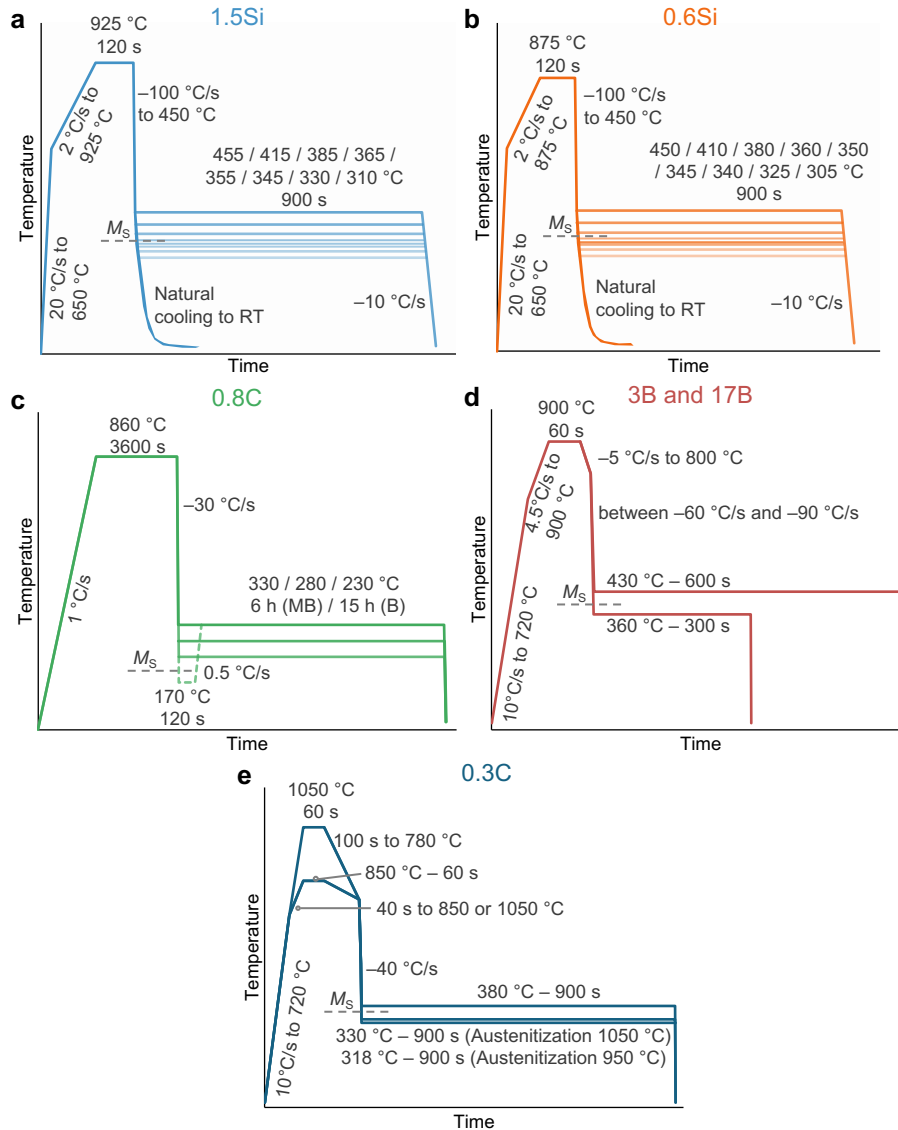 a
1.5Si
925 °C
120 s
2 °C/s to
925 °C
–100 °C/s
to 450 °C
455 / 415 / 385 / 365 /
355 / 345 / 330 / 310 °C
900 s
MS
20 °C/s to
650 °C
Natural
cooling to RT
–10 °C/s
Temperature
Time
b
0.6Si
875 °C
120 s
2 °C/s to
875 °C
–100 °C/s
to 450 °C
450 / 410 / 380 / 360 / 350
/ 345 / 340 / 325 / 305 °C
900 s
MS
20 °C/s to
650 °C
Natural
cooling to RT
–10 °C/s
Temperature
Time
c
0.8C
860 °C
3600 s
–30 °C/s
1 °C/s
330 / 280 / 230 °C
6 h (MB) / 15 h (B)
MS
0.5 °C/s
170 °C
120 s
Temperature
Time
d
3B and 17B
900 °C
60 s
–5 °C/s to 800 °C
4.5°C/s to
900 °C
between –60 °C/s and –90 °C/s
430 °C – 600 s
MS
360 °C – 300 s
10°C/s to 720 °C
Temperature
Time
e
0.3C
1050 °C
60 s
100 s to 780 °C
850 °C – 60 s
40 s to 850 or 1050 °C
–40 °C/s
10°C/s to 720 °C
380 °C – 900 s
MS
330 °C – 900 s (Austenitization 1050 °C)
318 °C – 900 s (Austenitization 950 °C)
Temperature
Time